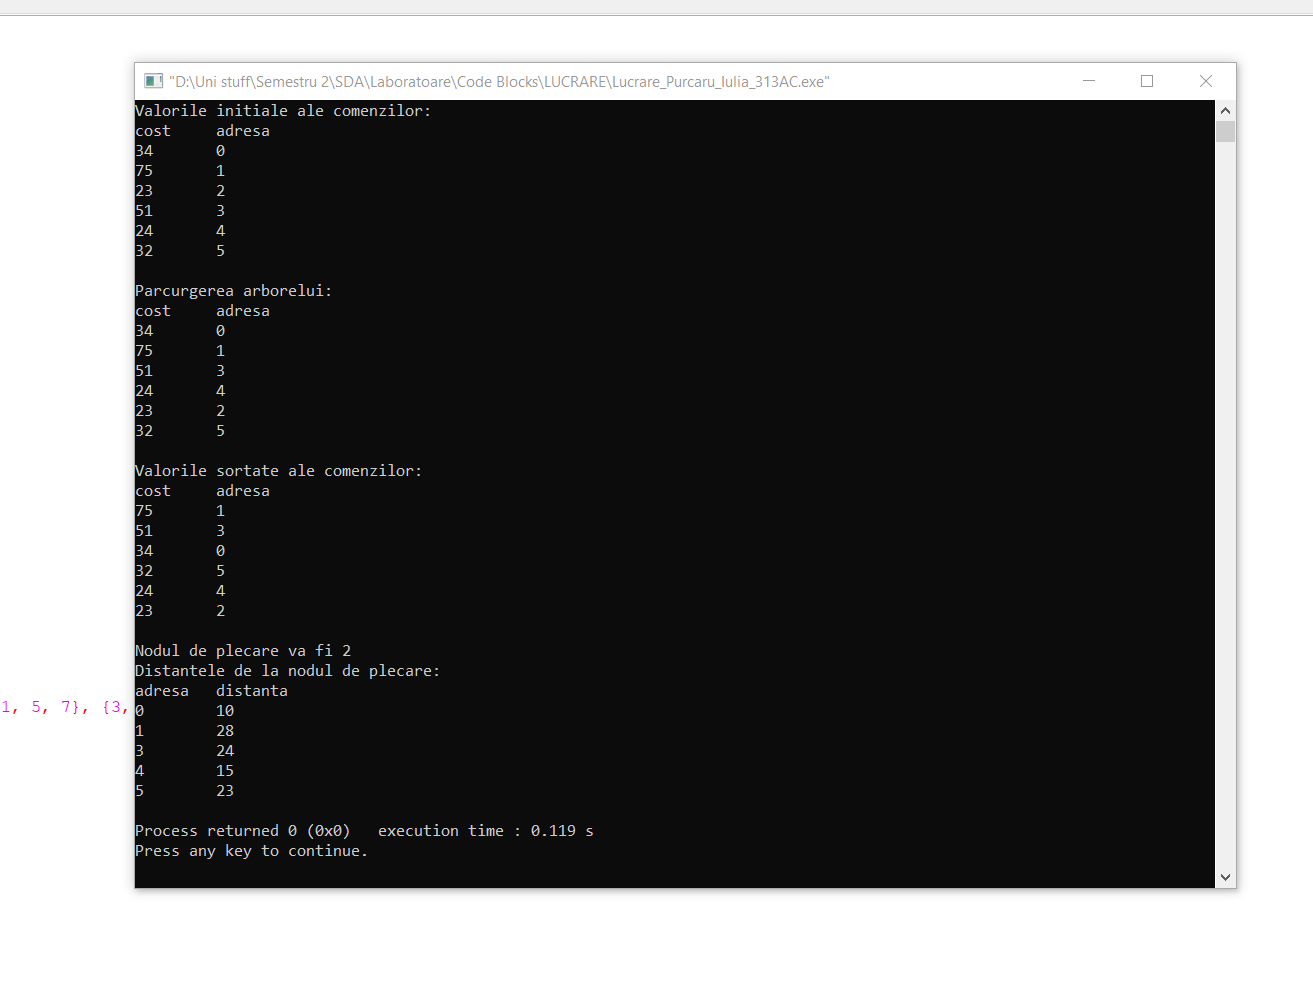 "D:\Uni stuff\Semestru 2\SDA\Laboratoare\Code Blocks\LUCRARE\Lucrare_Purcaru_Iulia_313AC.exe"
Valorile initiale ale comenzilor:
cost adresa
34 0
75 1
23 2
51 3
24 4
32 5
Parcurgerea arborelui:
cost adresa
34 0
75 1
51 3
24 4
23 2
32 5
Valorile sortate ale comenzilor:
cost adresa
75 1
51 3
34 0
32 5
24 4
23 2
Nodul de plecare va fi 2
Distantele de la nodul de plecare:
adresa distanta
1, 5, 7}, {3,
0 10
1 28
3 24
4 15
5 23
Process returned 0 (0x0) execution time : 0.119 s
Press any key to continue.